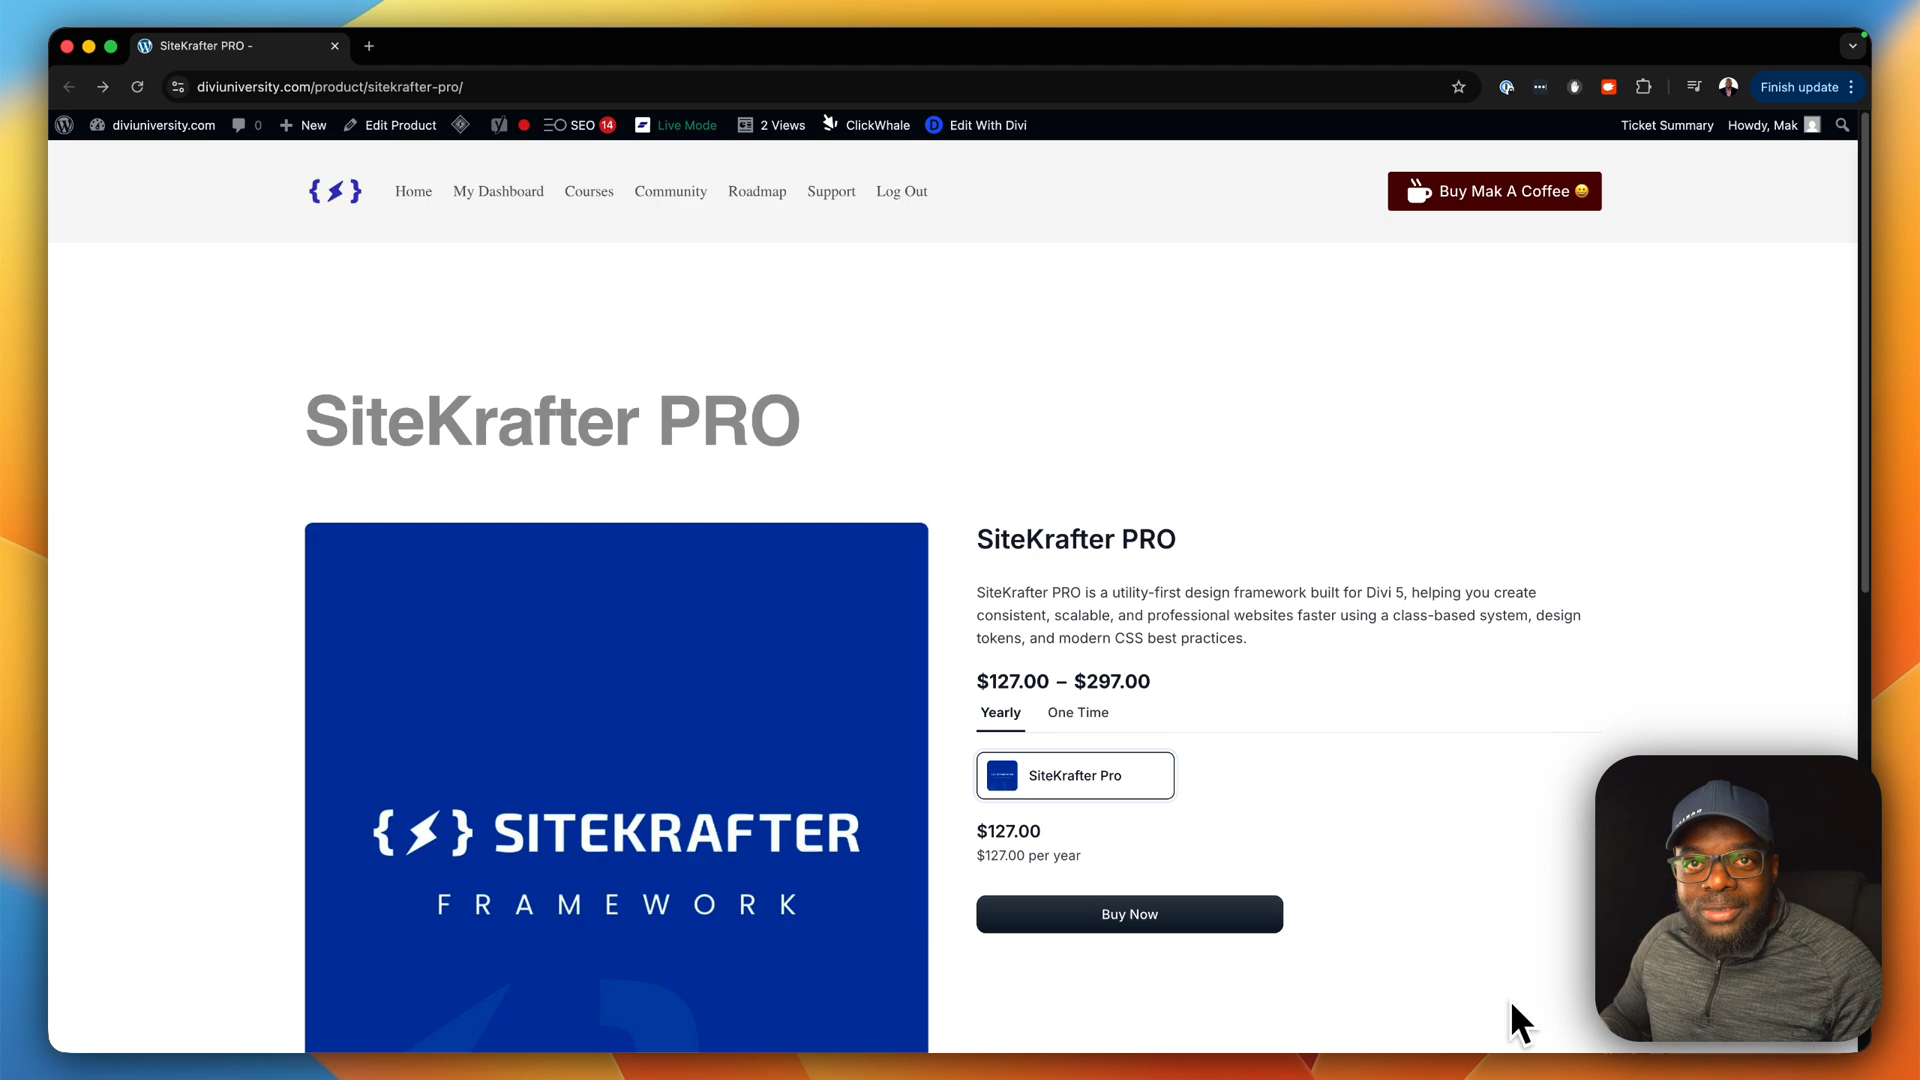 SiteKrafter PRO -
diviuniversity.com/product/sitekrafter-pro/
Finish update
diviuniversity.com 0 New Edit Product SEO 14 Live Mode 2 Views ClickWhale Edit With Divi Ticket Summary Howdy, Mak
Home My Dashboard Courses Community Roadmap Support Log Out
Buy Mak A Coffee 😀
SiteKrafter PRO
{⚡} SITEKRAFTER
FRAMEWORK
SiteKrafter PRO
SiteKrafter PRO is a utility-first design framework built for Divi 5, helping you create
consistent, scalable, and professional websites faster using a class-based system, design
tokens, and modern CSS best practices.
$127.00 – $297.00
Yearly One Time
SiteKrafter Pro
$127.00
$127.00 per year
Buy Now